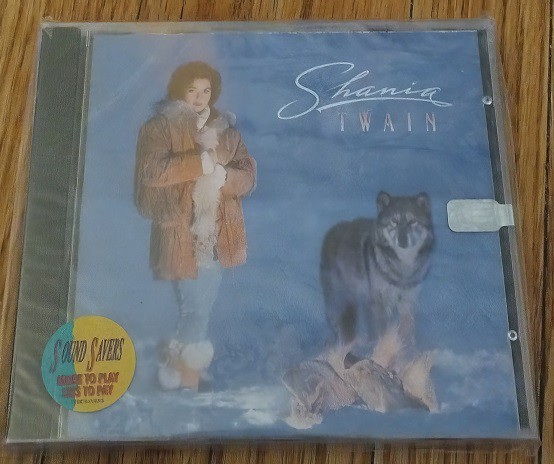 Shania
TWAIN
SOUND SAVERS
MORE TO PLAY
LESS TO PAY